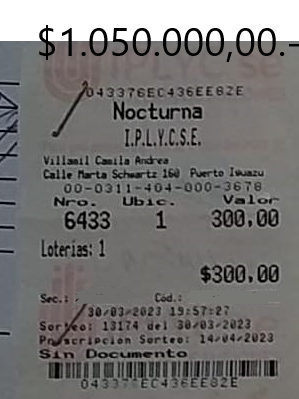 $1.050.000,00.-
043376EC436EE82E
Nocturna
I.P.L.Y.C.S.E.
Villamil Camila Andrea
Calle Marta Schwartz 160 Puerto Iguazu
00-0311-404-000-3678
Nro. Ubic. Valor
6433 1 300,00
Loterias: 1
$300,00
Sec.: Cód.:
30/03/2023 19:57:27
Sorteo: 13174 del 30/03/2023
Prescripcion Sorteo: 14/04/2023
Sin Documento
043376EC436EE82E